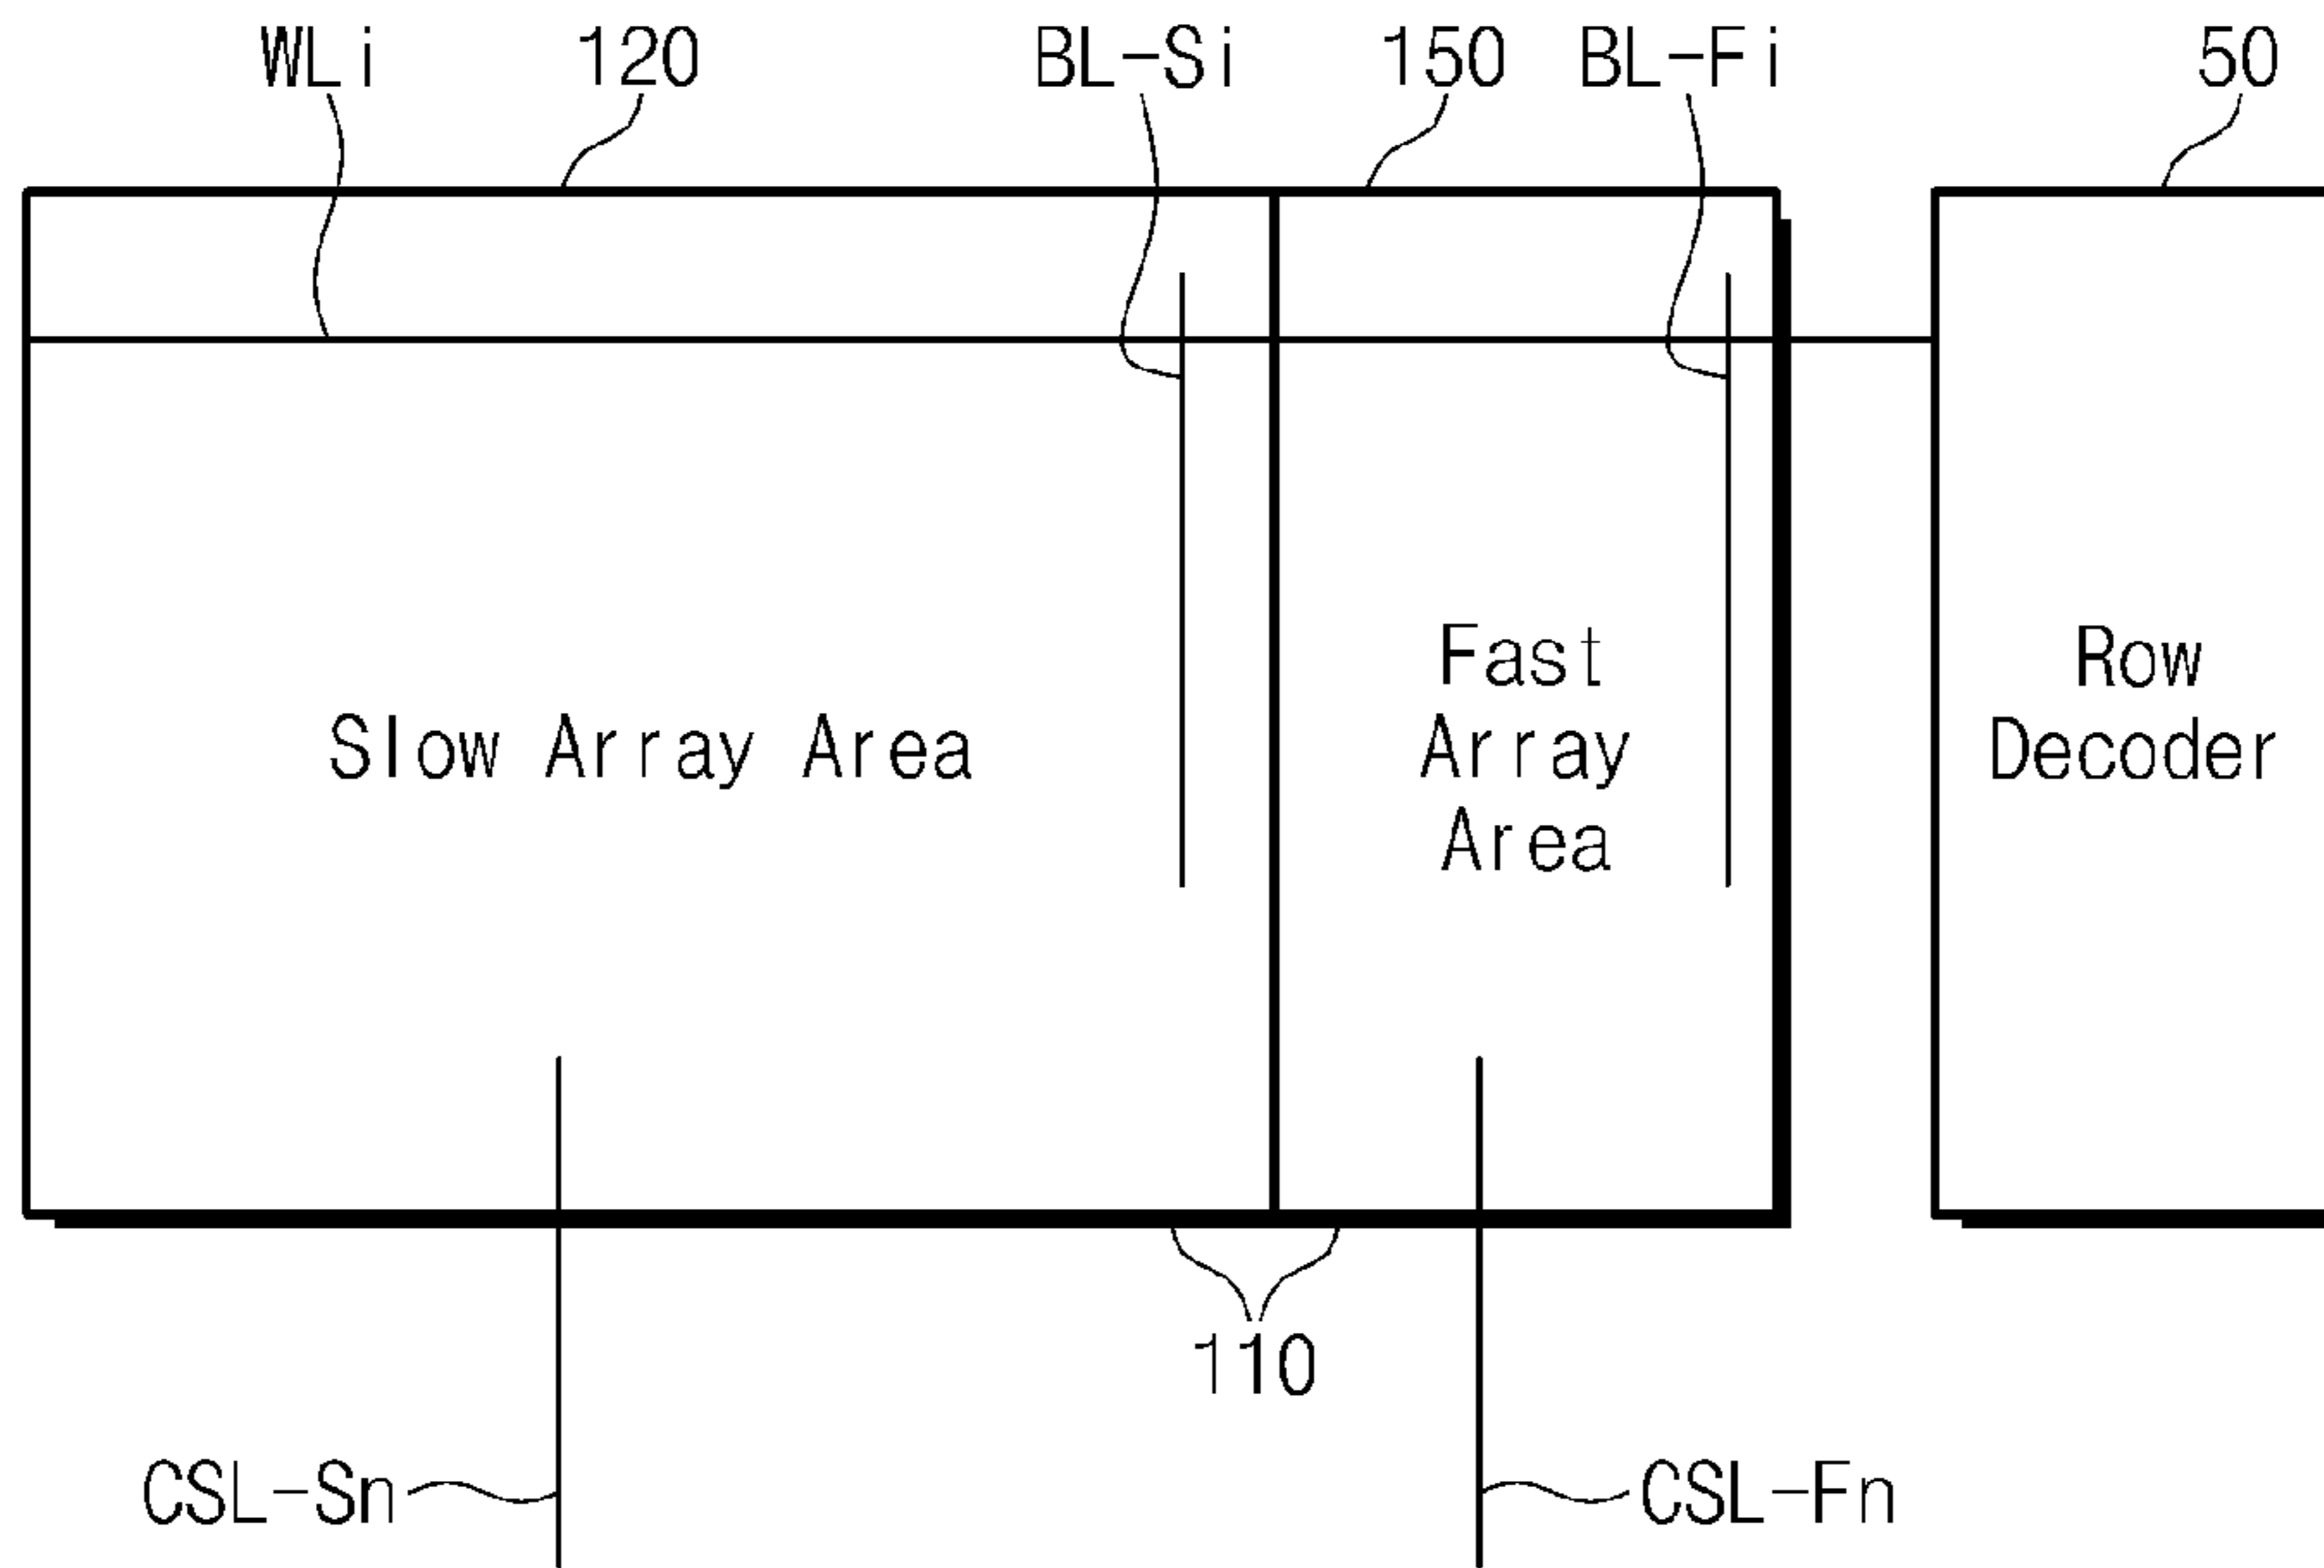 WLi 120 BL-Si 150 BL-Fi 50
Fast
Row
Slow Array Area
Array
Decoder
Area
110
CSL-Sn
CSL-Fn